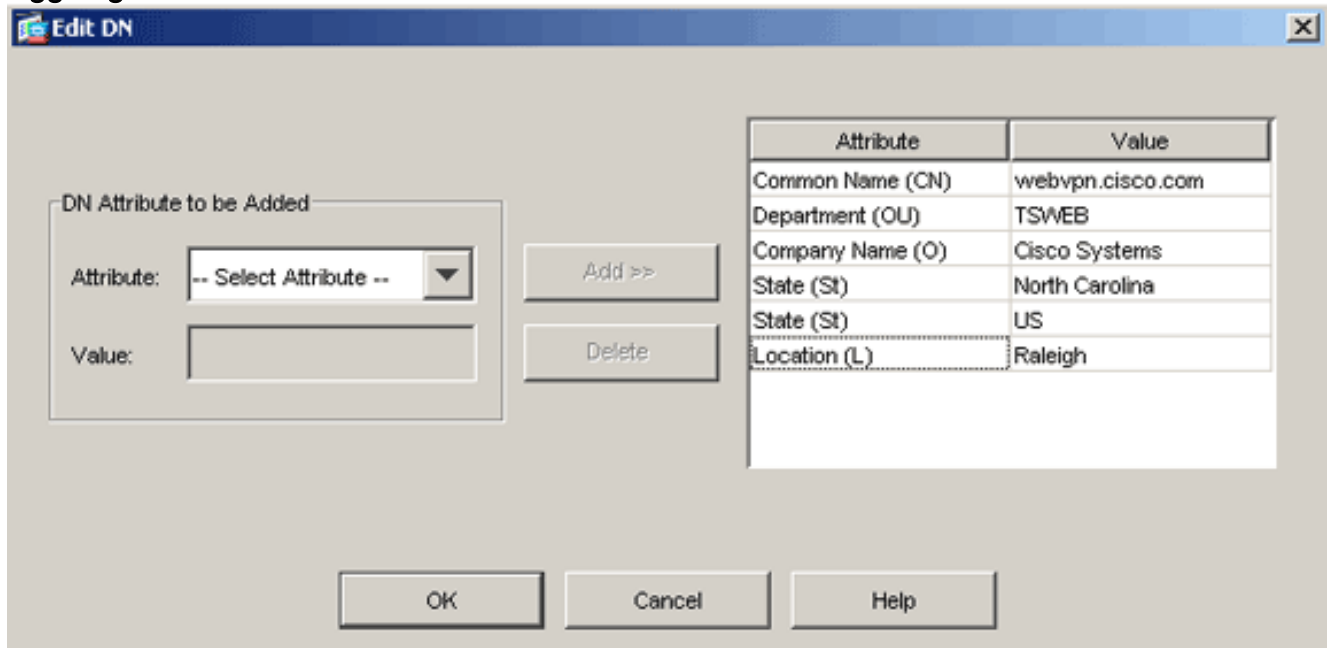 Edit DN
DN Attribute to be Added
Attribute: -- Select Attribute --
Value:
Add >>
Delete
Attribute Value
Common Name (CN) webvpn.cisco.com
Department (OU) TSWEB
Company Name (O) Cisco Systems
State (St) North Carolina
State (St) US
Location (L) Raleigh
OK Cancel Help